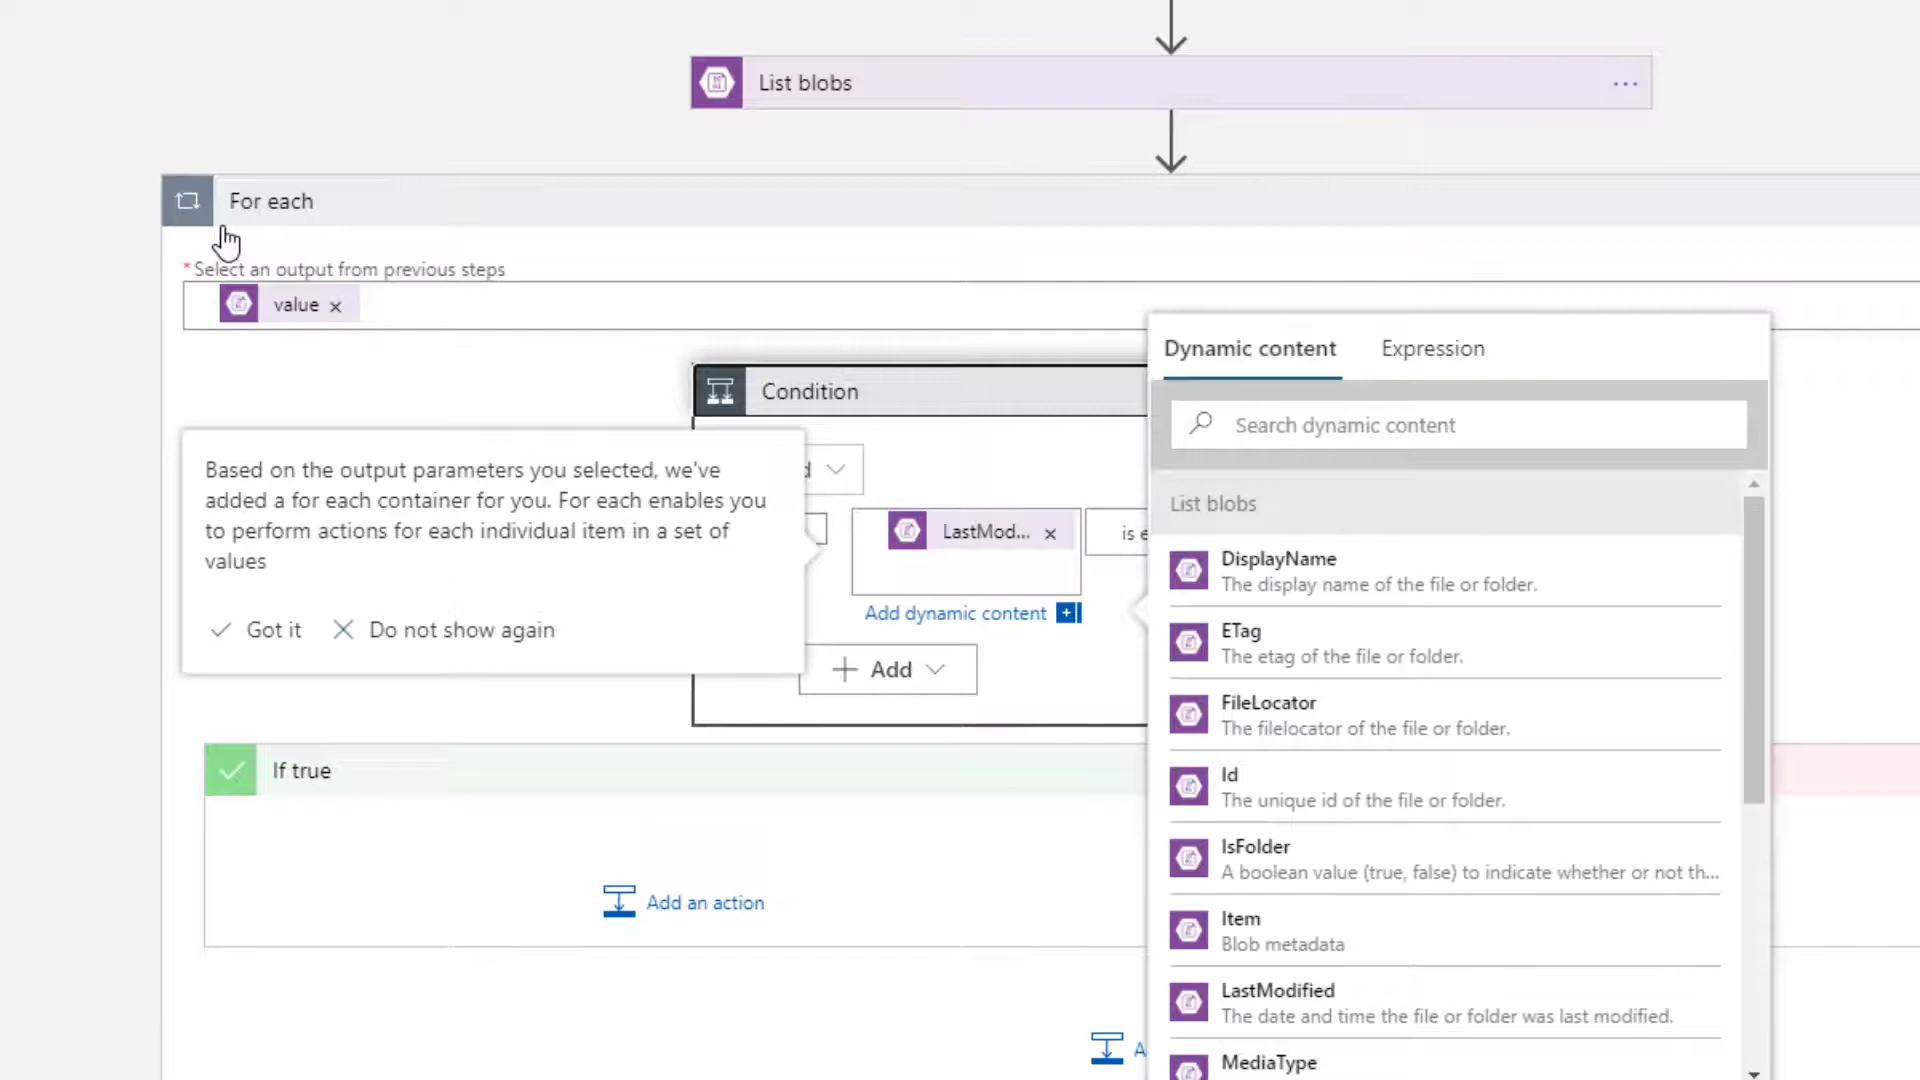 List blobs
For each
* Select an output from previous steps
value
Dynamic content
Expression
Condition
Search dynamic content
Based on the output parameters you selected, we've
added a for each container for you. For each enables you
to perform actions for each individual item in a set of
values
Got it
Do not show again
LastMod...
is e
Add dynamic content
Add
List blobs
DisplayName
The display name of the file or folder.
ETag
The etag of the file or folder.
FileLocator
The filelocator of the file or folder.
Id
The unique id of the file or folder.
IsFolder
A boolean value (true, false) to indicate whether or not th...
Item
Blob metadata
LastModified
The date and time the file or folder was last modified.
MediaType
If true
Add an action
A